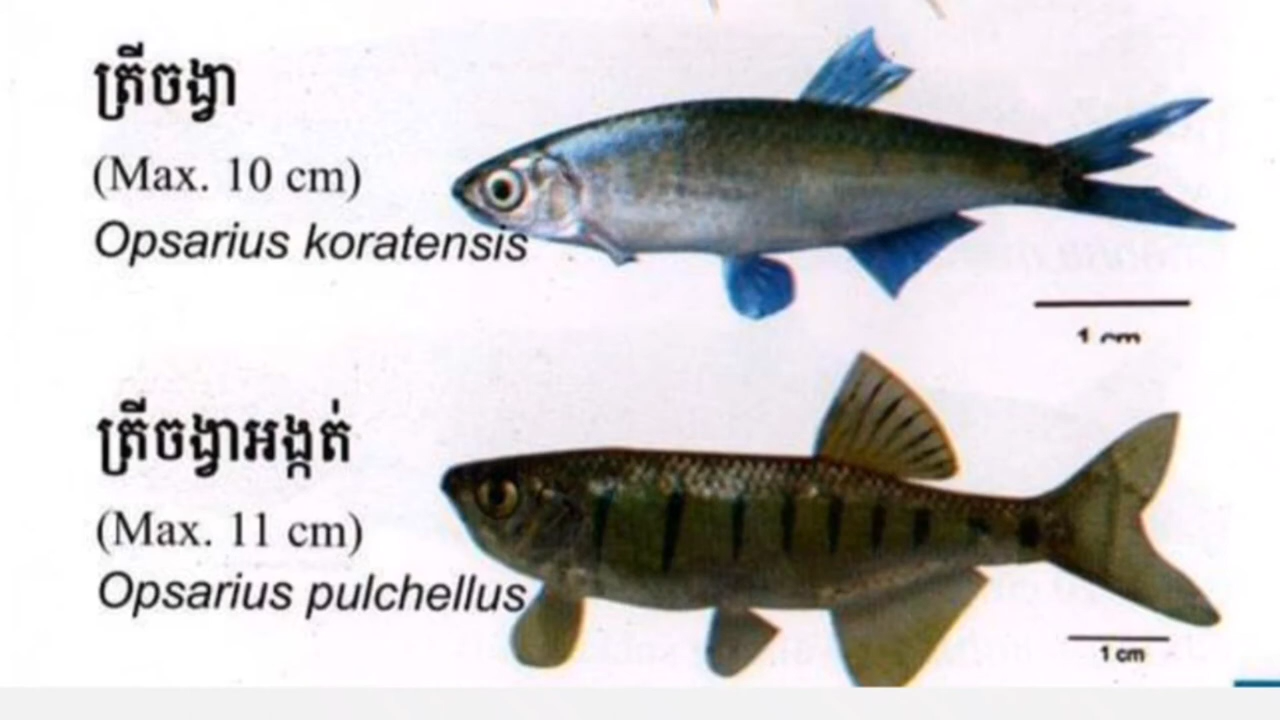 ត្រីចង្វា
(Max. 10 cm)
Opsarius koratensis
1 cm
ត្រីចង្វាអង្កត់
(Max. 11 cm)
Opsarius pulchellus
1 cm